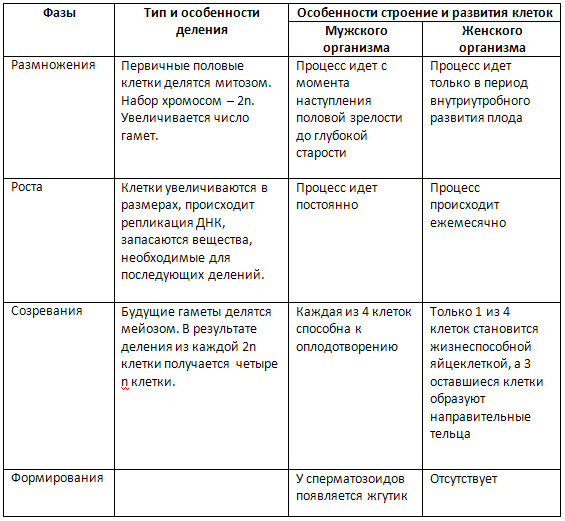 Фазы
Тип и особенности
деления
Особенности строение и развития клеток
Мужского
организма
Женского
организма
Размножения
Первичные половые
клетки делятся митозом.
Набор хромосом – 2n.
Увеличивается число
гамет.
Процесс идет с
момента
наступления
половой зрелости
до глубокой
старости
Процесс идет
только в период
внутриутробного
развития плода
Роста
Клетки увеличиваются в
размерах, происходит
репликация ДНК,
запасаются вещества,
необходимые для
последующих делений.
Процесс идет
постоянно
Процесс
происходит
ежемесячно
Созревания
Будущие гаметы делятся
мейозом. В результате
деления из каждой 2n
клетки получается четыре
n клетки.
Каждая из 4 клеток
способна к
оплодотворению
Только 1 из 4
клеток становится
жизнеспособной
яйцеклеткой, а 3
оставшиеся клетки
образуют
направительные
тельца
Формирования
У сперматозоидов
появляется жгутик
Отсутствует